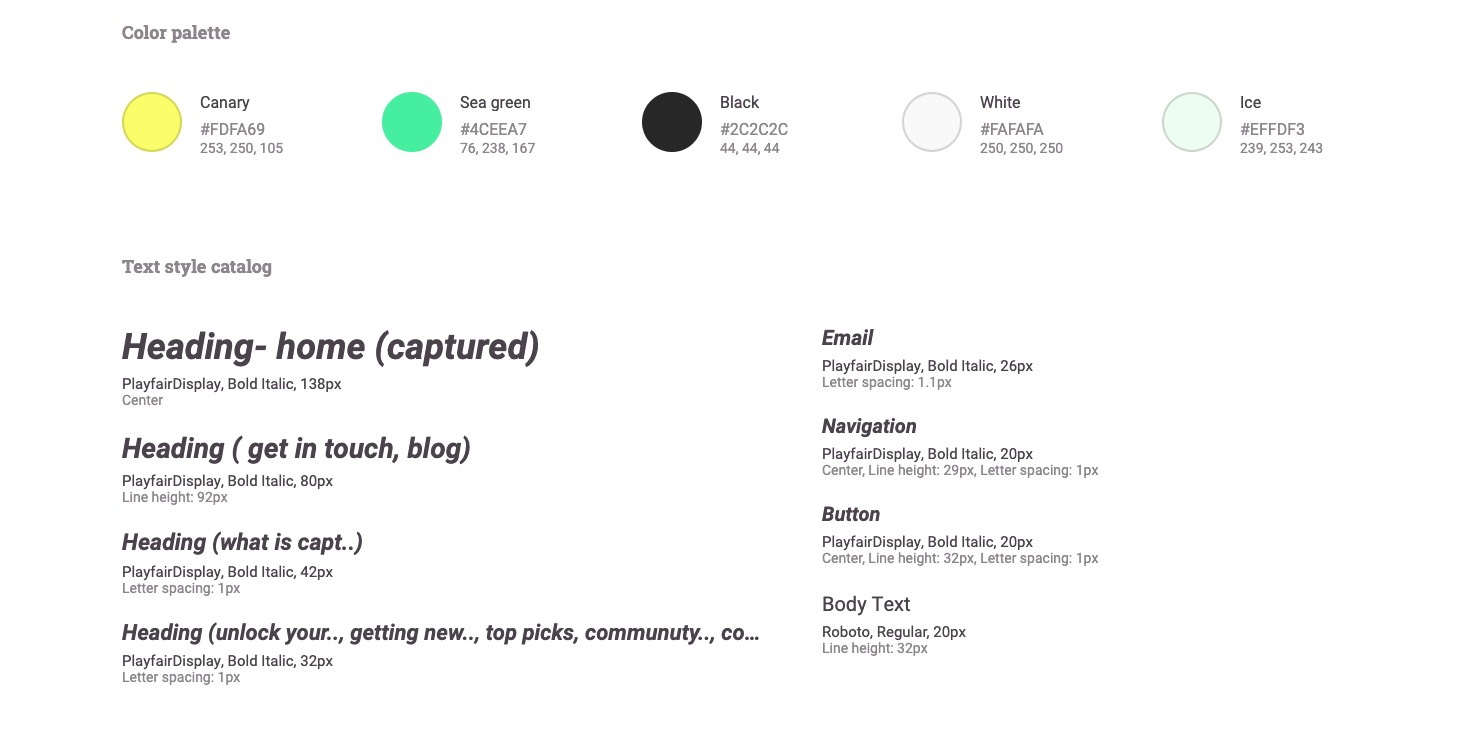 Color palette
Canary
#FDFA69
253, 250, 105
Sea green
#4CEEA7
76, 238, 167
Black
#2C2C2C
44, 44, 44
White
#FAFAFA
250, 250, 250
Ice
#EFFDF3
239, 253, 243
Text style catalog
Heading- home (captured)
PlayfairDisplay, Bold Italic, 138px
Center
Heading ( get in touch, blog)
PlayfairDisplay, Bold Italic, 80px
Line height: 92px
Heading (what is capt..)
PlayfairDisplay, Bold Italic, 42px
Letter spacing: 1px
Heading (unlock your.., getting new.., top picks, communuty.., co...
PlayfairDisplay, Bold Italic, 32px
Letter spacing: 1px
Email
PlayfairDisplay, Bold Italic, 26px
Letter spacing: 1.1px
Navigation
PlayfairDisplay, Bold Italic, 20px
Center, Line height: 29px, Letter spacing: 1px
Button
PlayfairDisplay, Bold Italic, 20px
Center, Line height: 32px, Letter spacing: 1px
Body Text
Roboto, Regular, 20px
Line height: 32px